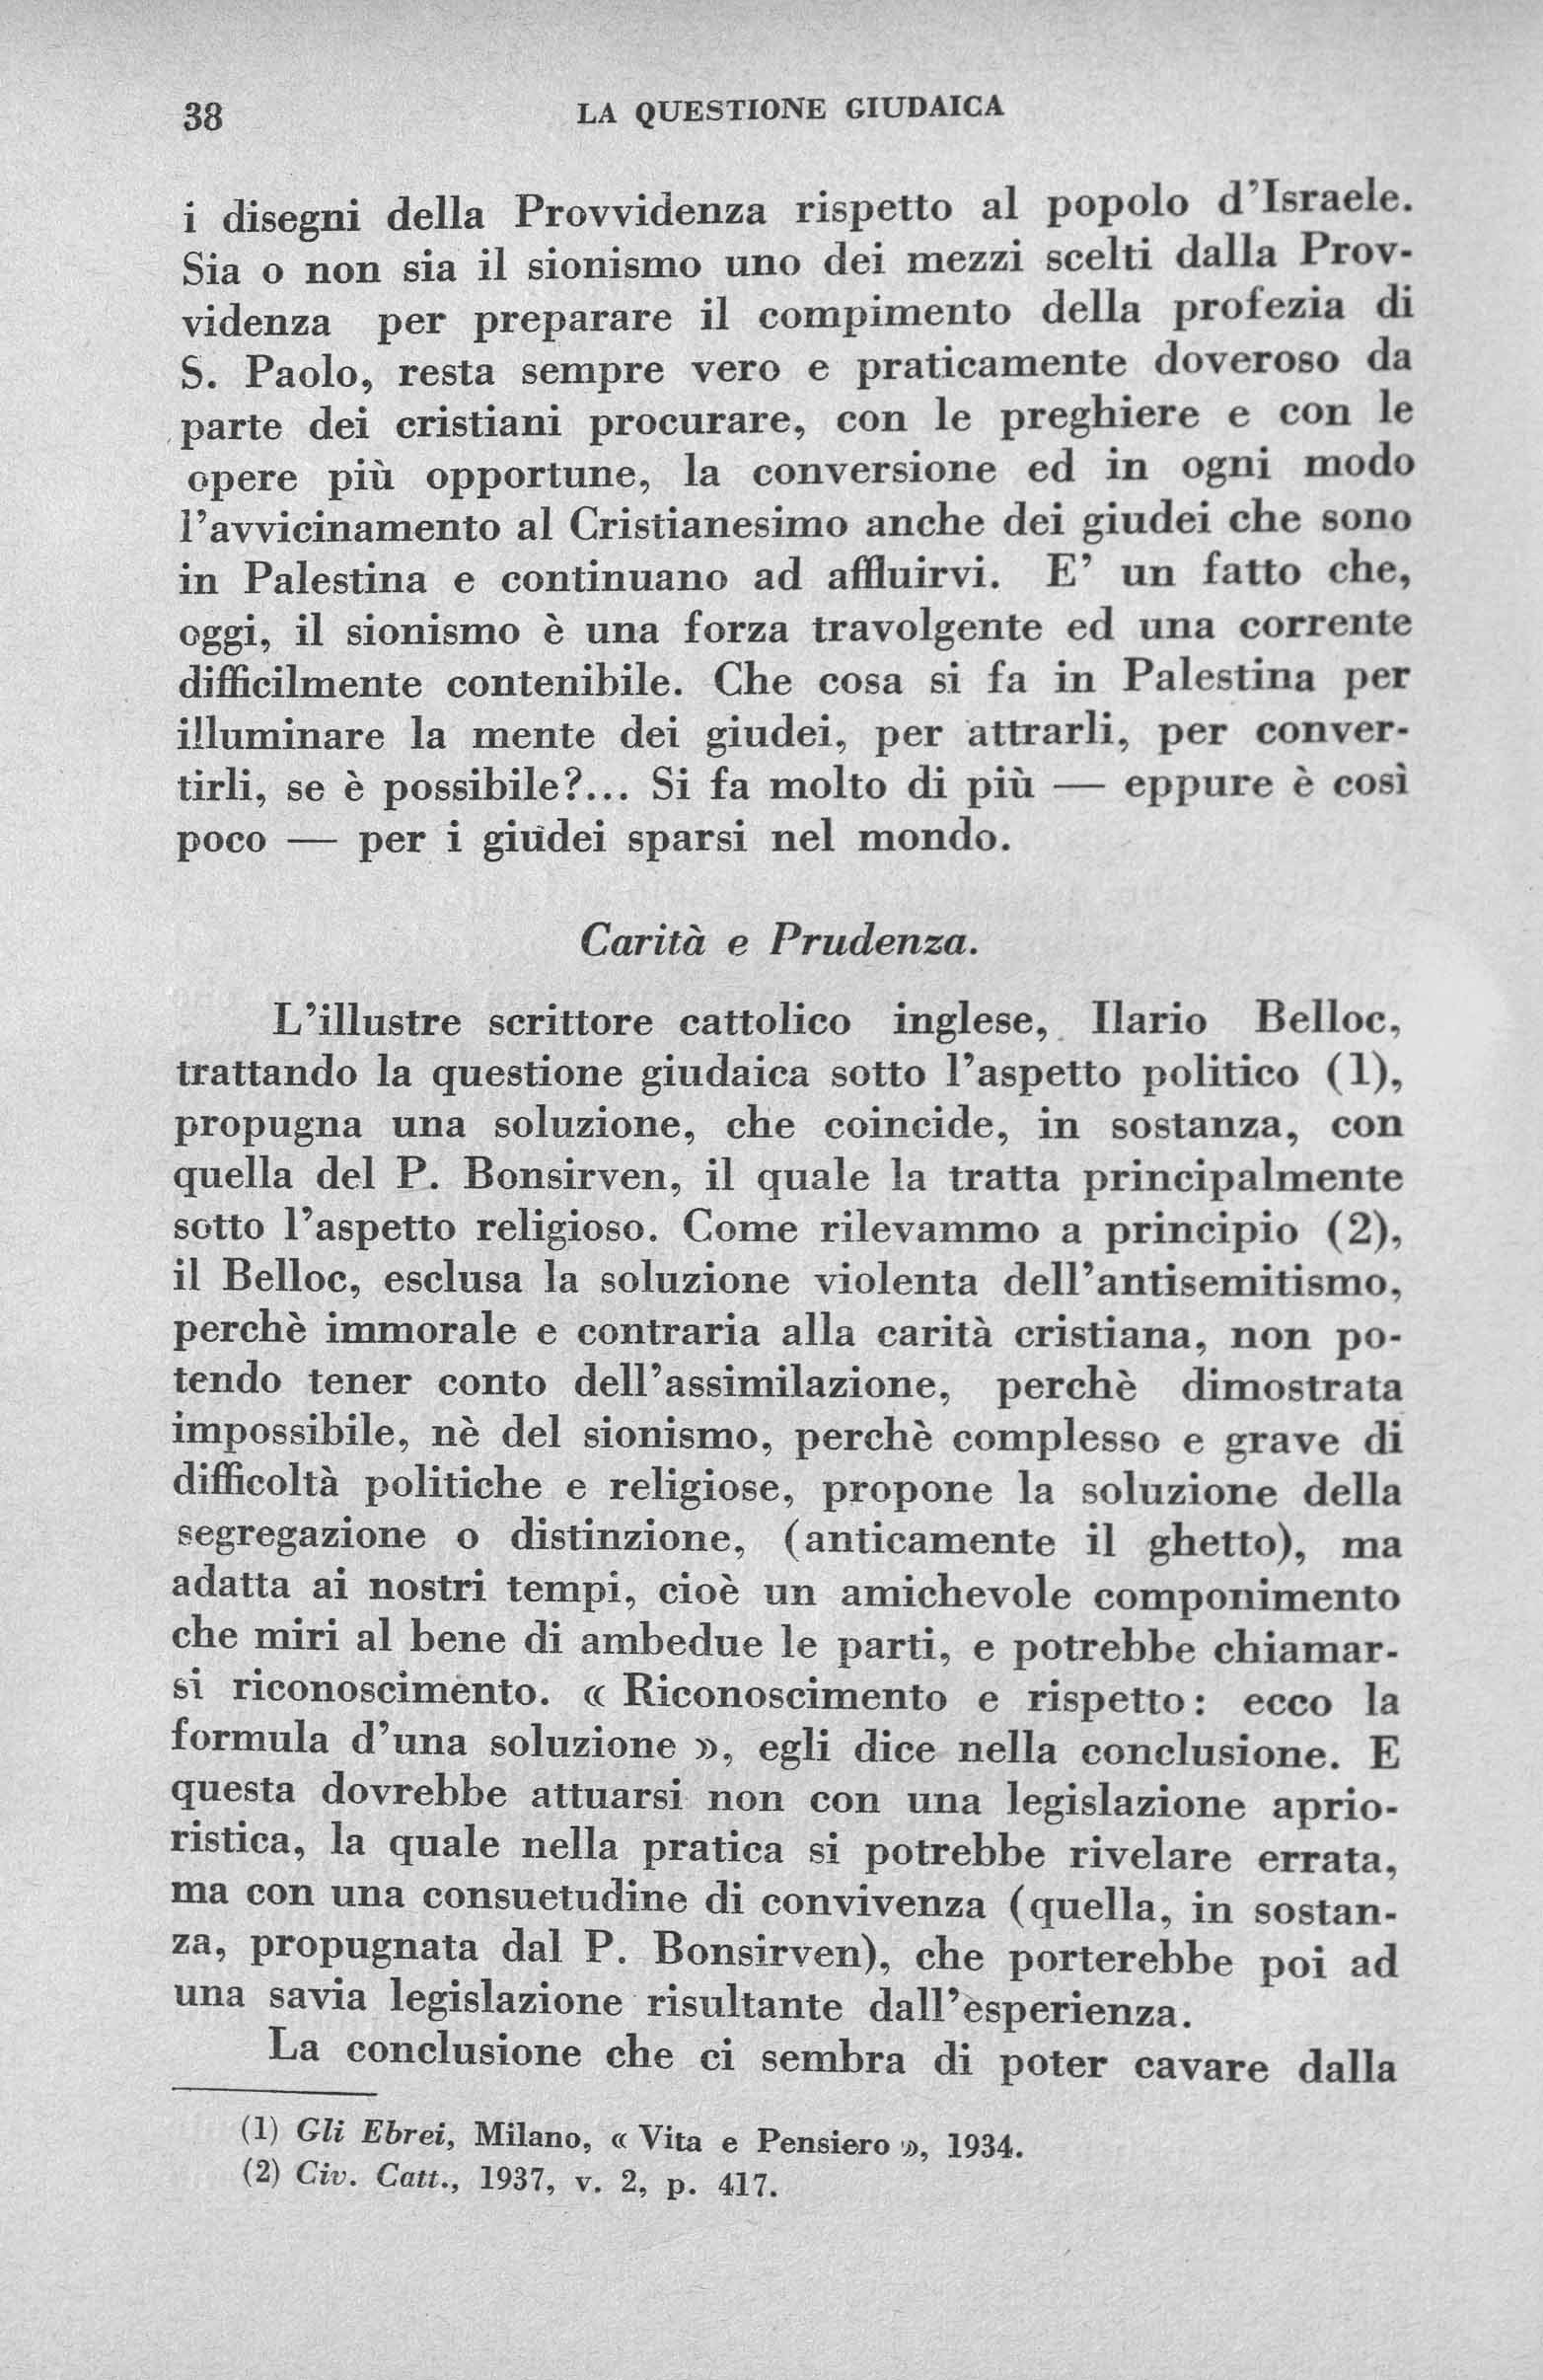 38
LA QUESTIONE GIUDAICA
i disegni della Provvidenza rispetto al popolo d'Israele.
Sia o non sia il sionismo uno dei mezzi scelti dalla Prov-
videnza per preparare il compimento della profezia di
S. Paolo, resta sempre vero e praticamente doveroso da
parte dei cristiani procurare, con le preghiere e con le
opere più opportune, la conversione ed in ogni modo
l'avvicinamento al Cristianesimo anche dei giudei che sono
in Palestina e continuano ad affluirvi. E' un fatto che,
oggi, il sionismo è una forza travolgente ed una corrente
difficilmente contenibile. Che cosa si fa in Palestina per
illuminare la mente dei giudei, per attrarli, per conver-
tirli, se è possibile?... Si fa molto di più — eppure è così
poco — per i giudei sparsi nel mondo.
Carità e Prudenza.
L'illustre scrittore cattolico inglese, Ilario Belloc,
trattando la questione giudaica sotto l'aspetto politico (1),
propugna una soluzione, che coincide, in sostanza, con
quella del P. Bonsirven, il quale la tratta principalmente
sotto l'aspetto religioso. Come rilevammo a principio (2),
il Belloc, esclusa la soluzione violenta dell'antisemitismo,
perchè immorale e contraria alla carità cristiana, non po-
tendo tener conto dell'assimilazione, perchè dimostrata
impossibile, nè del sionismo, perchè complesso e grave di
difficoltà politiche e religiose, propone la soluzione della
segregazione o distinzione, (anticamente il ghetto), ma
adatta ai nostri tempi, cioè un amichevole componimento
che miri al bene di ambedue le parti, e potrebbe chiamar-
si riconoscimento. « Riconoscimento e rispetto: ecco la
formula d'una soluzione », egli dice nella conclusione. E
questa dovrebbe attuarsi non con una legislazione aprio-
ristica, la quale nella pratica si potrebbe rivelare errata,
ma con una consuetudine di convivenza (quella, in sostan-
za, propugnata dal P. Bonsirven), che porterebbe poi ad
una savia legislazione risultante dall'esperienza.
La conclusione che ci sembra di poter cavare dalla
(1) Gli Ebrei, Milano, « Vita e Pensiero », 1934.
(2) Civ. Catt., 1937, v. 2, p. 417.